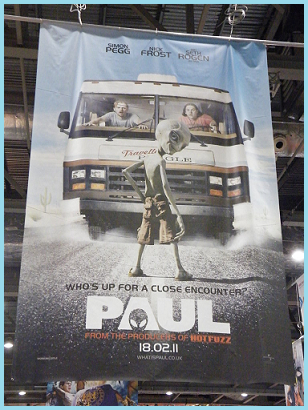 SIMON PEGG
NICK FROST
SETH ROGEN
WHO'S UP FOR A CLOSE ENCOUNTER?
PAUL
FROM THE PRODUCERS OF HOT FUZZ
18.02.11
WHATISPAUL.CO.UK